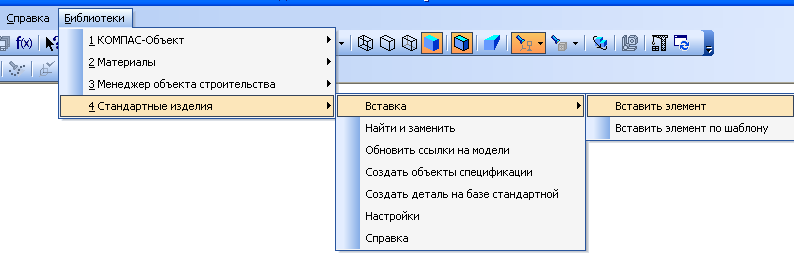 Справка Библиотеки
f(x)
1 КОМПАС-Объект
2 Материалы
3 Менеджер объекта строительства
4 Стандартные изделия
Вставка
Найти и заменить
Обновить ссылки на модели
Создать объекты спецификации
Создать деталь на базе стандартной
Настройки
Справка
Вставить элемент
Вставить элемент по шаблону